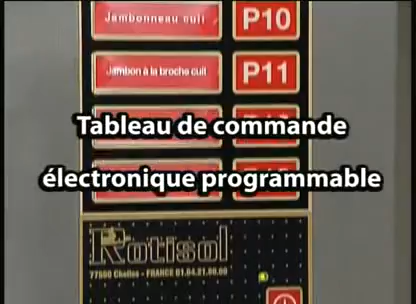 Jambonneau cuit
P10
Jambon à la broche cuit
P11
Tableau de commande
électronique programmable
Rotisol
77500 Chelles - FRANCE